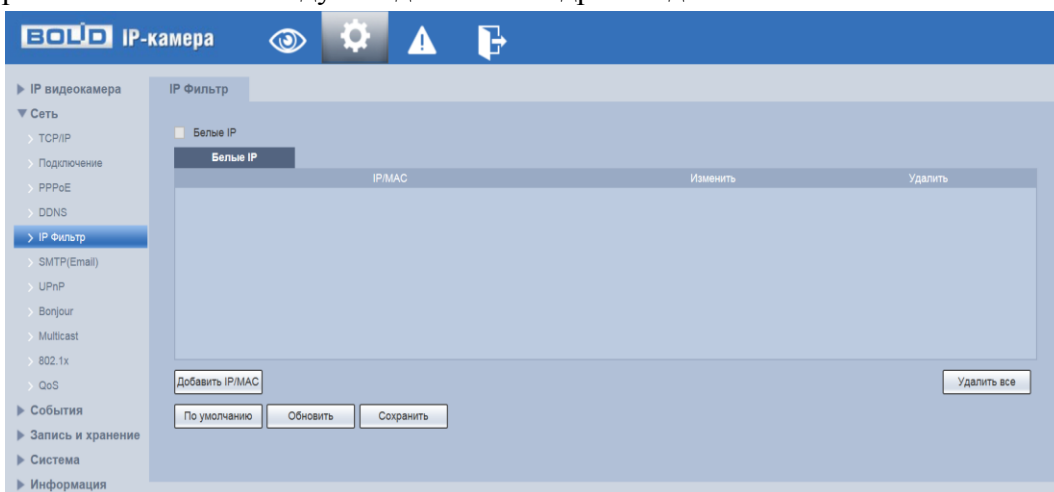 BOLID IP-камера
IP видеокамера
Сеть
TCP/IP
Подключение
PPPoE
DDNS
IP Фильтр
SMTP(Email)
UPnP
Bonjour
Multicast
802.1x
QoS
События
Запись и хранение
Система
Информация
IP Фильтр
Белые IP
Белые IP
IP/MAC Изменить Удалить
Добавить IP/MAC Удалить все
По умолчанию Обновить Сохранить